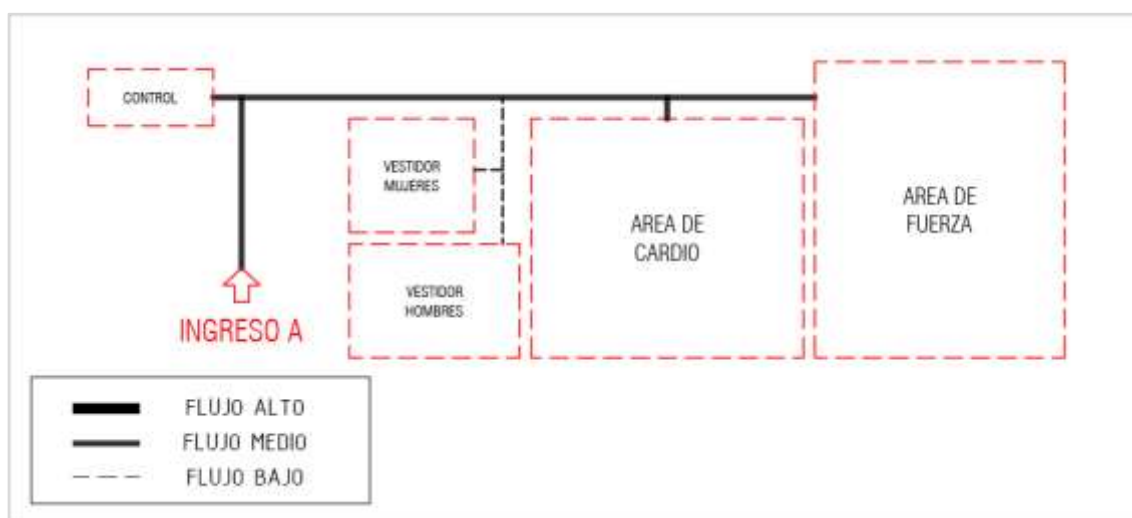 CONTROL
VESTIDOR
MUJERES
VESTIDOR
HOMBRES
AREA DE
CARDIO
AREA DE
FUERZA
INGRESO A
FLUJO ALTO
FLUJO MEDIO
FLUJO BAJO